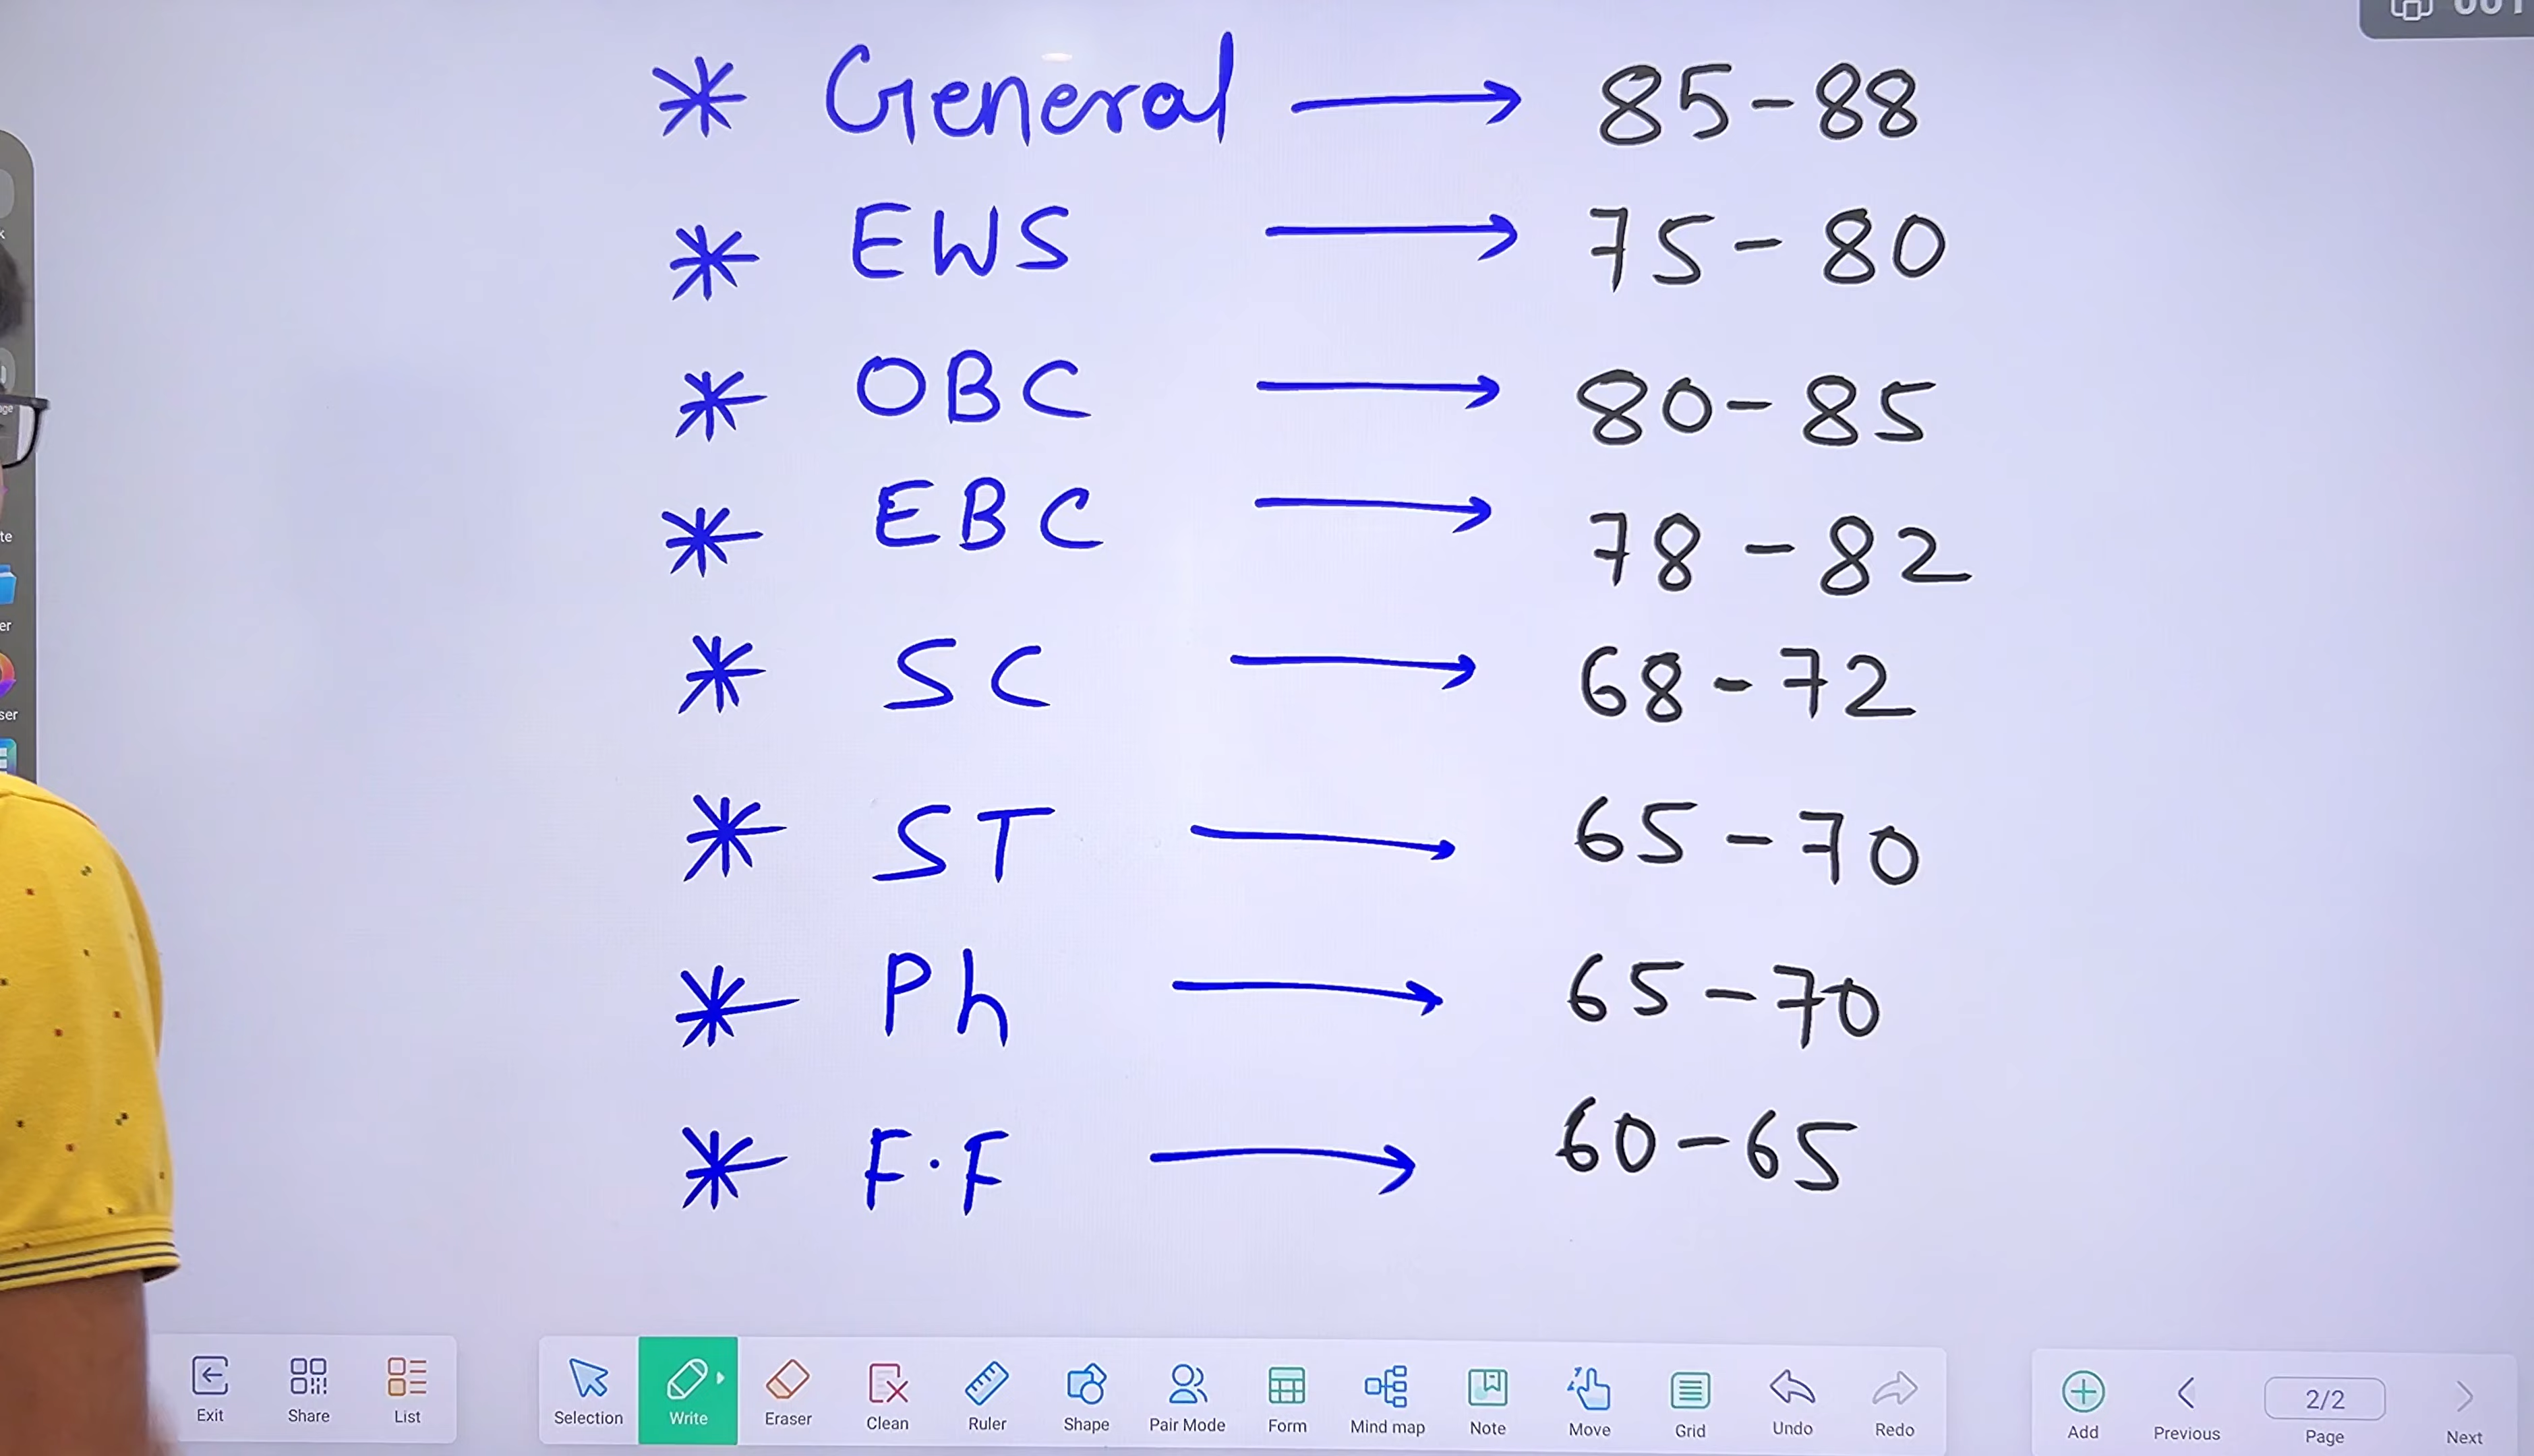 * General → 85-88
* EWS → 75-80
* OBC → 80-85
* EBC → 78-82
* SC → 68-72
* ST → 65-70
* Ph → 65-70
* F.F → 60-65
Exit Share List Selection Write Eraser Clean Ruler Shape Pair Mode Form Mind map Note Move Grid Undo Redo Add Previous 2/2 Page Next